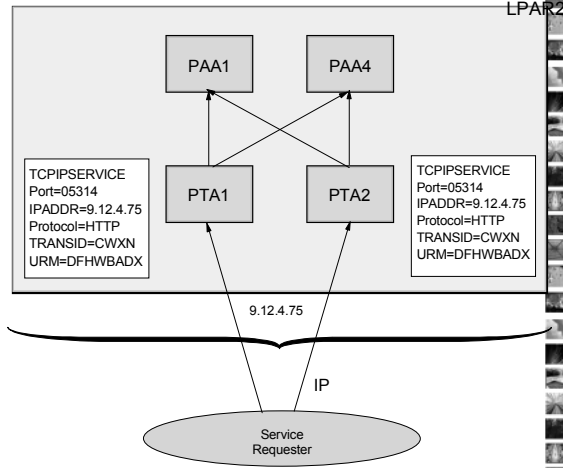 LPAR2
PAA1
PAA4
TCPIPSERVICE
Port=05314
IPADDR=9.12.4.75
Protocol=HTTP
TRANSID=CWXN
URM=DFHWBADX
PTA1
PTA2
TCPIPSERVICE
Port=05314
IPADDR=9.12.4.75
Protocol=HTTP
TRANSID=CWXN
URM=DFHWBADX
9.12.4.75
IP
Service
Requester